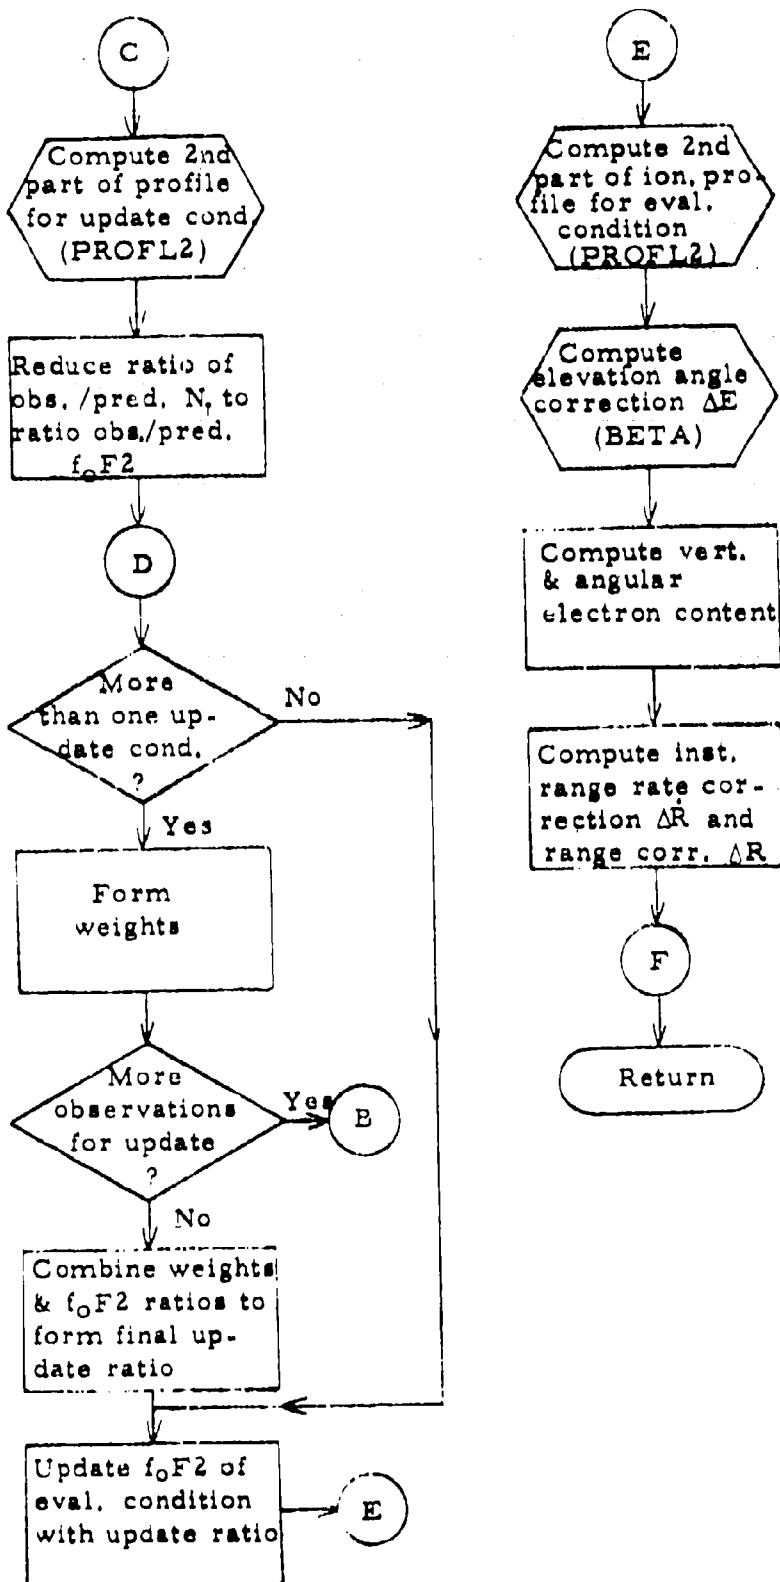 C
Compute 2nd
part of profile
for update cond.
(PROFL2)
Reduce ratio of
obs. /pred. N, to
ratio obs./pred.
foF2
D
More
than one up-
date cond.
?
No
Yes
Form
weights
More
observations
for update
?
Yes
B
No
Combine weights
& foF2 ratios to
form final up-
date ratio
Update foF2 of
eval. condition
with update ratio
E
E
Compute 2nd
part of ion. pro-
file for eval.
condition
(PROFL2)
Compute
elevation angle
correction ΔE
(BETA)
Compute vert.
& angular
electron content
Compute inst.
range rate cor-
rection ΔṘ and
range corr. ΔR
F
Return